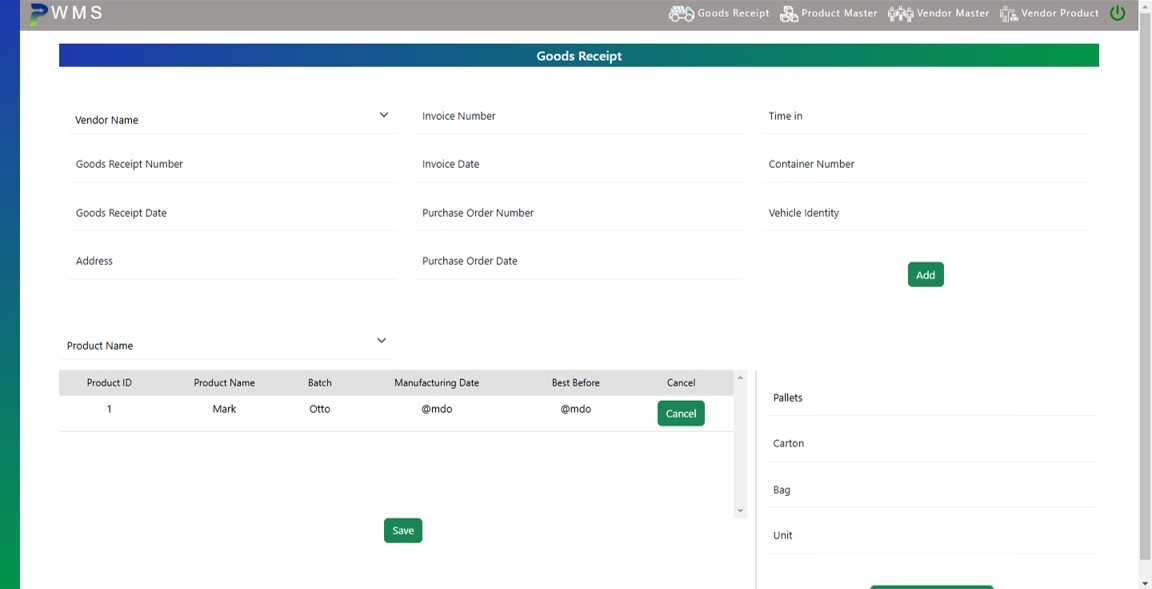 PWMS Goods Receipt Product Master Vendor Master Vendor Product
Goods Receipt
Vendor Name Invoice Number Time in
Goods Receipt Number Invoice Date Container Number
Goods Receipt Date Purchase Order Number Vehicle Identity
Address Purchase Order Date
Add
Product Name
Product ID Product Name Batch Manufacturing Date Best Before Cancel
1 Mark Otto @mdo @mdo Cancel
Save
Pallets
Carton
Bag
Unit